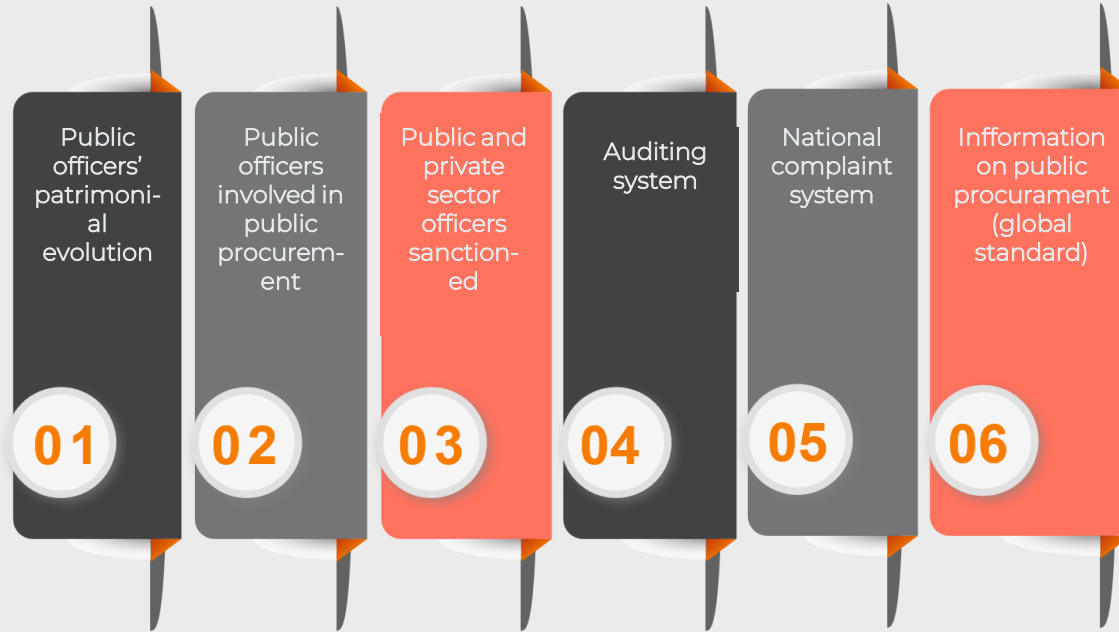 Public
officers’
patrimoni-
al
evolution
01
Public
officers
involved in
public
procurem-
ent
02
Public and
private
sector
officers
sanction-
ed
03
Auditing
system
04
National
complaint
system
05
Infformation
on public
procurament
(global
standard)
06